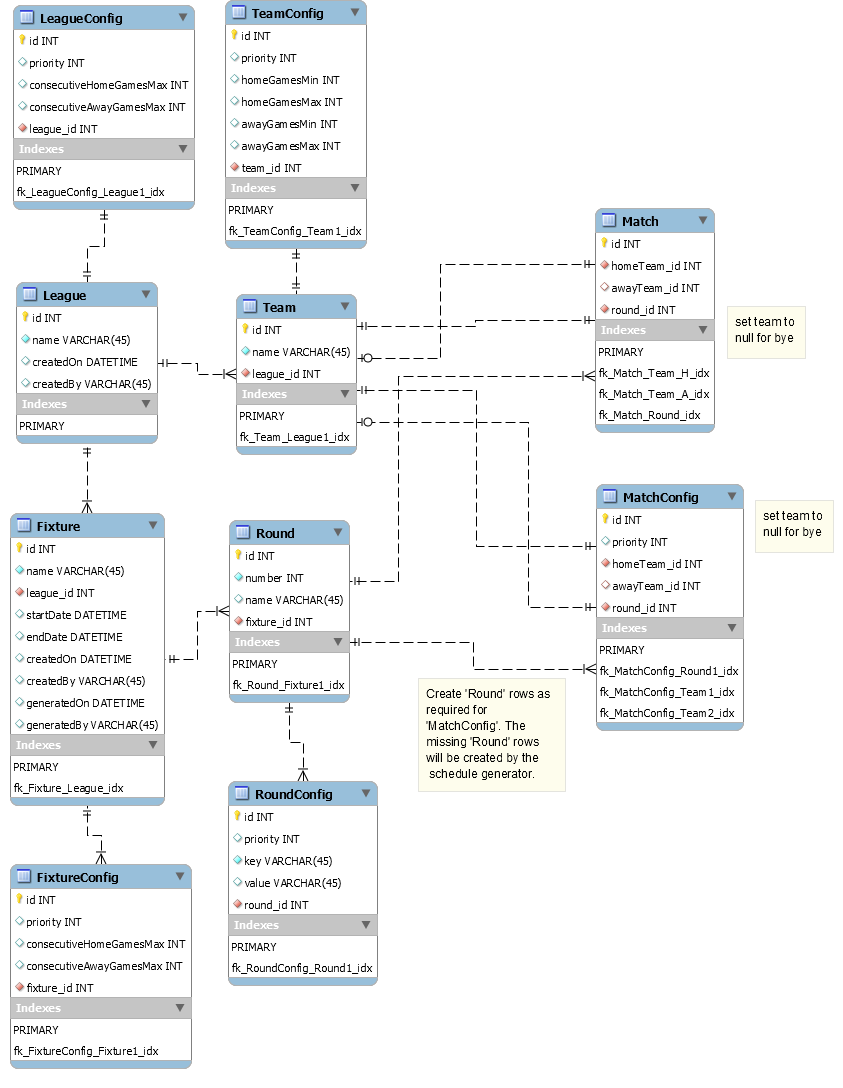 LeagueConfig
id INT
priority INT
consecutiveHomeGamesMax INT
consecutiveAwayGamesMax INT
league_id INT
Indexes
PRIMARY
fk_LeagueConfig_League1_idx
TeamConfig
id INT
priority INT
homeGamesMin INT
homeGamesMax INT
awayGamesMin INT
awayGamesMax INT
team_id INT
Indexes
PRIMARY
fk_TeamConfig_Team1_idx
Match
id INT
homeTeam_id INT
awayTeam_id INT
round_id INT
Indexes
PRIMARY
fk_Match_Team_H_idx
fk_Match_Team_A_idx
fk_Match_Round_idx
set team to
null for bye
League
id INT
name VARCHAR(45)
createdOn DATETIME
createdBy VARCHAR(45)
Indexes
PRIMARY
Team
id INT
name VARCHAR(45)
league_id INT
Indexes
PRIMARY
fk_Team_League1_idx
MatchConfig
id INT
priority INT
homeTeam_id INT
awayTeam_id INT
round_id INT
Indexes
PRIMARY
fk_MatchConfig_Round1_idx
fk_MatchConfig_Team1_idx
fk_MatchConfig_Team2_idx
set team to
null for bye
Fixture
id INT
name VARCHAR(45)
league_id INT
startDate DATETIME
endDate DATETIME
createdOn DATETIME
createdBy VARCHAR(45)
generatedOn DATETIME
generatedBy VARCHAR(45)
Indexes
PRIMARY
fk_Fixture_League_idx
Round
id INT
number INT
name VARCHAR(45)
fixture_id INT
Indexes
PRIMARY
fk_Round_Fixture1_idx
Create 'Round' rows as
required for
'MatchConfig'. The
missing 'Round' rows
will be created by the
schedule generator.
RoundConfig
id INT
priority INT
key VARCHAR(45)
value VARCHAR(45)
round_id INT
Indexes
PRIMARY
fk_RoundConfig_Round1_idx
FixtureConfig
id INT
priority INT
consecutiveHomeGamesMax INT
consecutiveAwayGamesMax INT
fixture_id INT
Indexes
PRIMARY
fk_FixtureConfig_Fixture1_idx